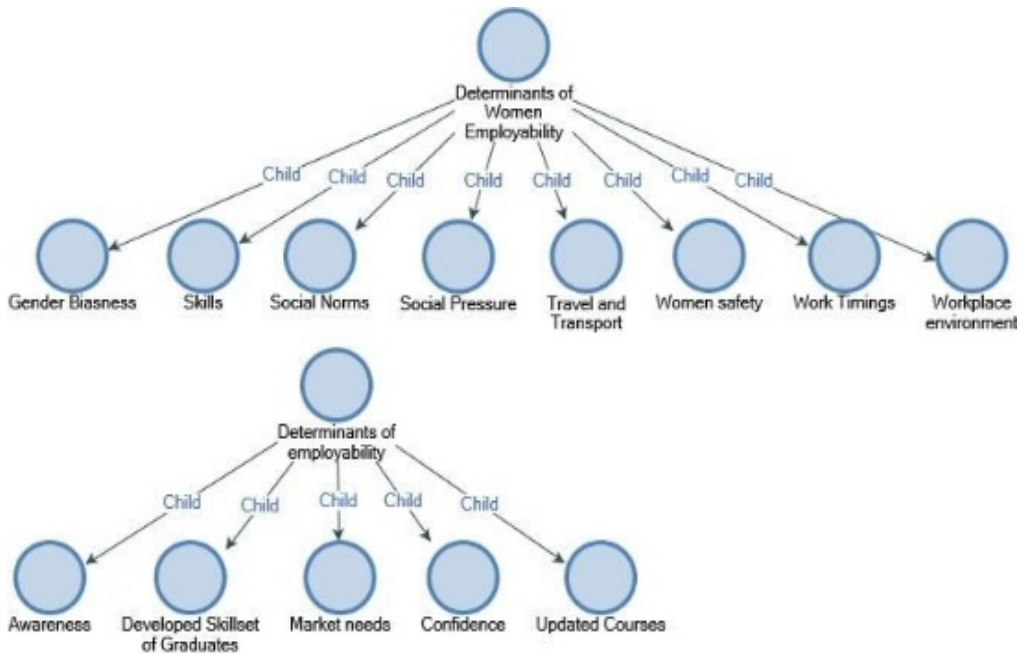 Determinants of
Women
Employability
Child Child Child Child Child Child Child Child
Gender Biasness
Skills
Social Norms
Social Pressure
Travel and
Transport
Women safety
Work Timings
Workplace
environment
Determinants of
employability
Child Child Child Child Child
Awareness
Developed Skillset
of Graduates
Market needs
Confidence
Updated Courses